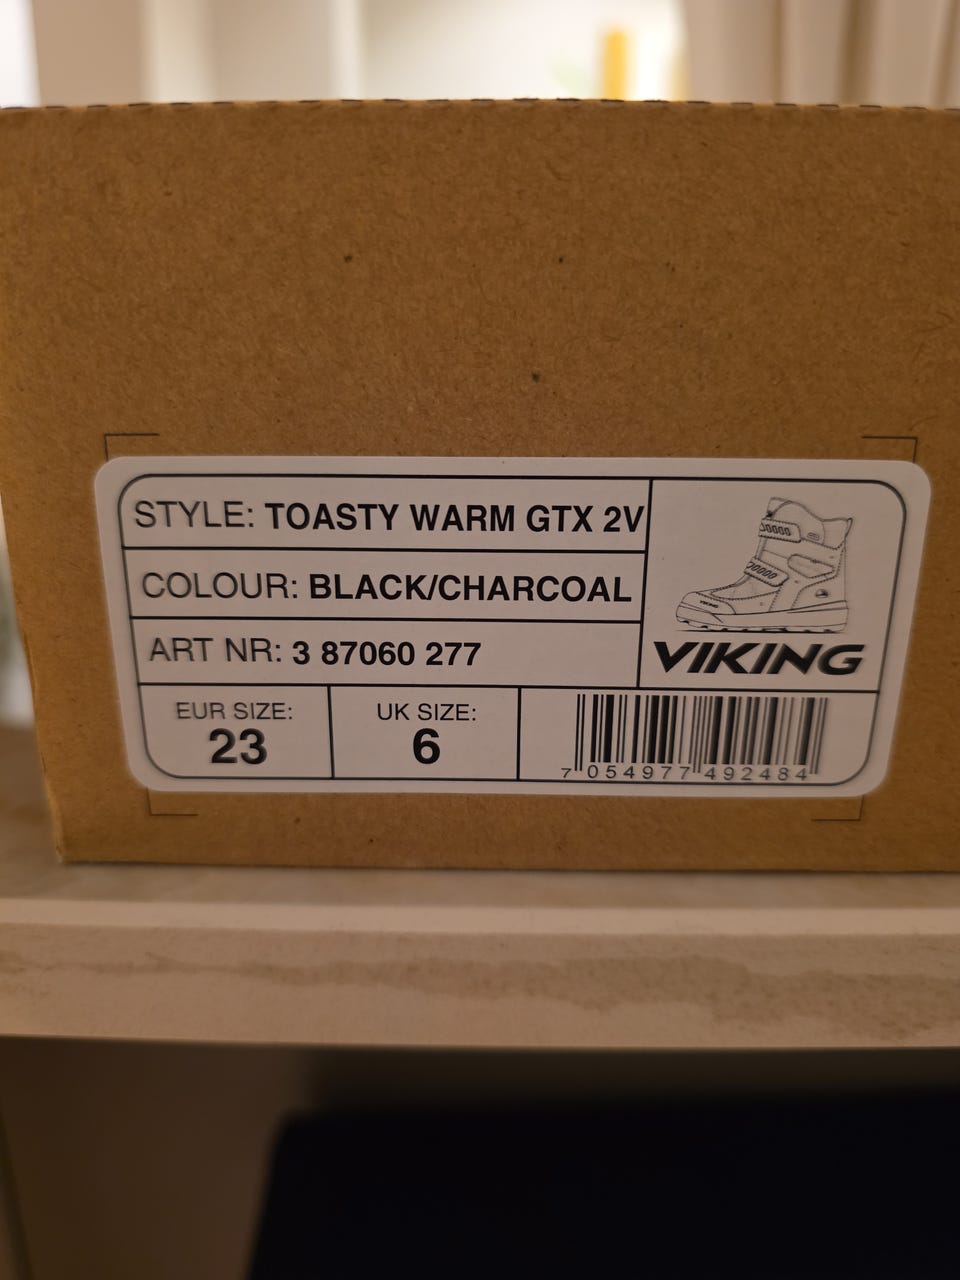 STYLE: TOASTY WARM GTX 2V
COLOUR: BLACK/CHARCOAL
ART NR: 3 87060 277
VIKING
EUR SIZE:
23
UK SIZE:
6
7 054977 492484